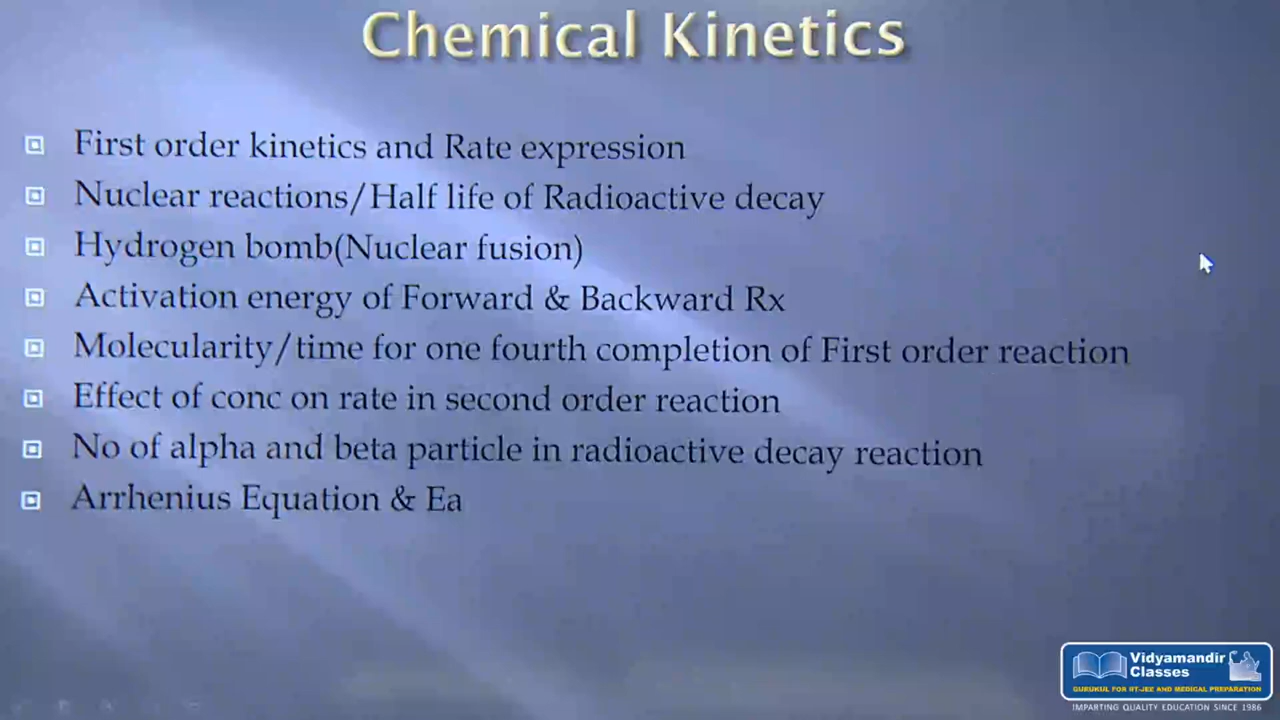 Chemical Kinetics
First order kinetics and Rate expression
Nuclear reactions/Half life of Radioactive decay
Hydrogen bomb(Nuclear fusion)
Activation energy of Forward & Backward Rx
Molecularity/time for one fourth completion of First order reaction
Effect of conc on rate in second order reaction
No of alpha and beta particle in radioactive decay reaction
Arrhenius Equation & Ea
Vidyamandir
Classes
GURUKUL FOR IIT-JEE AND MEDICAL PREPARATION
IMPARTING QUALITY EDUCATION SINCE 1986